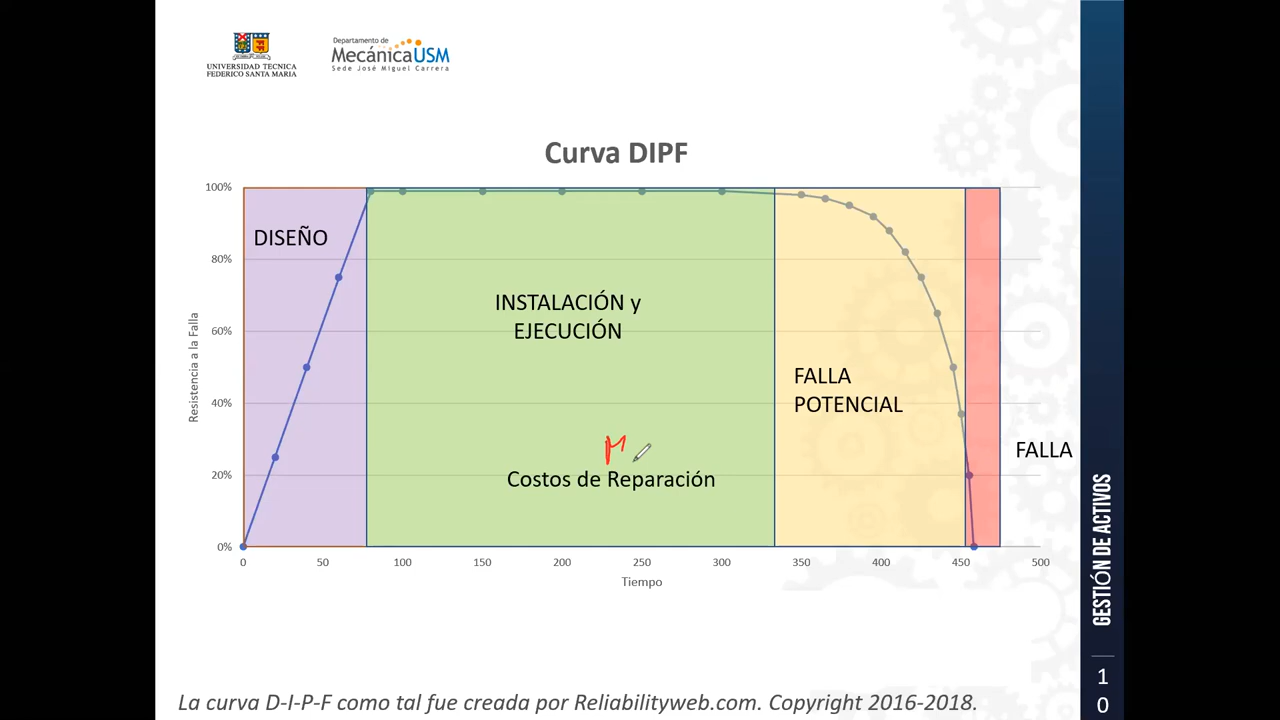 UNIVERSIDAD TECNICA
FEDERICO SANTA MARIA
Departamento de
MecánicaUSM
Sede José Miguel Carrera
Curva DIPF
100%
80%
60%
40%
20%
0%
Resistencia a la Falla
DISEÑO
INSTALACIÓN y
EJECUCIÓN
M
Costos de Reparación
FALLA
POTENCIAL
FALLA
0
50
100
150
200
250
300
350
400
450
500
Tiempo
GESTIÓN DE ACTIVOS
1
0
La curva D-I-P-F como tal fue creada por Reliabilityweb.com. Copyright 2016-2018.